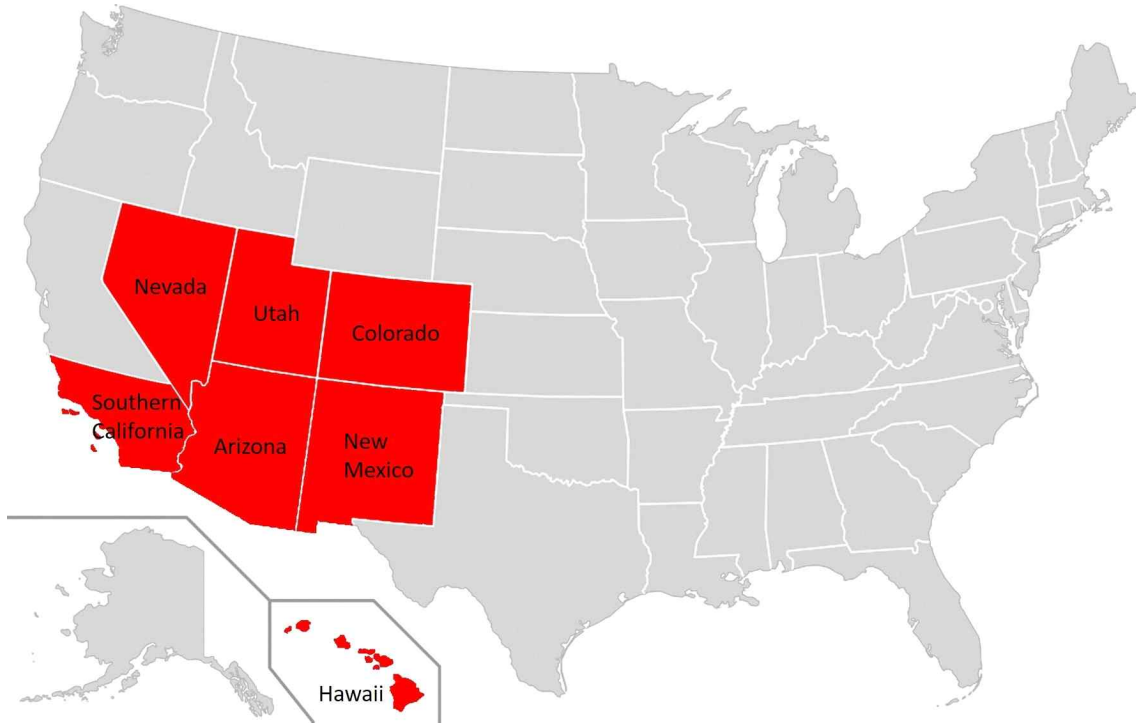 Nevada
Utah
Colorado
Southern
California
Arizona
New
Mexico
Hawaii